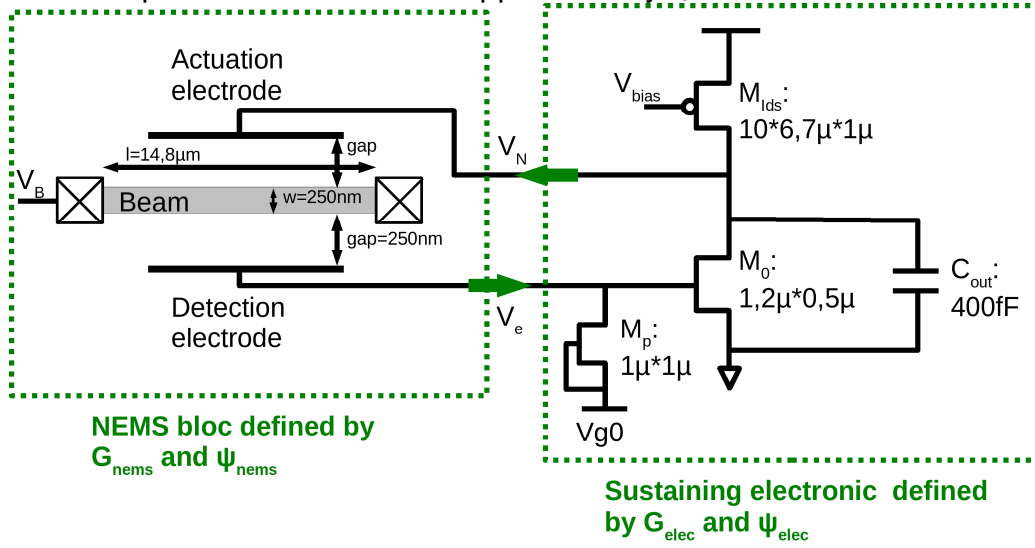 Actuation
electrode
gap
l=14,8µm
V_B
Beam
w=250nm
gap=250nm
Detection
electrode
V_N
V_e
V_bias
M_Ids:
10*6,7µ*1µ
M_0:
1,2µ*0,5µ
C_out:
400fF
M_p:
1µ*1µ
Vg0
NEMS bloc defined by
G_nems and ψ_nems
Sustaining electronic defined
by G_elec and ψ_elec